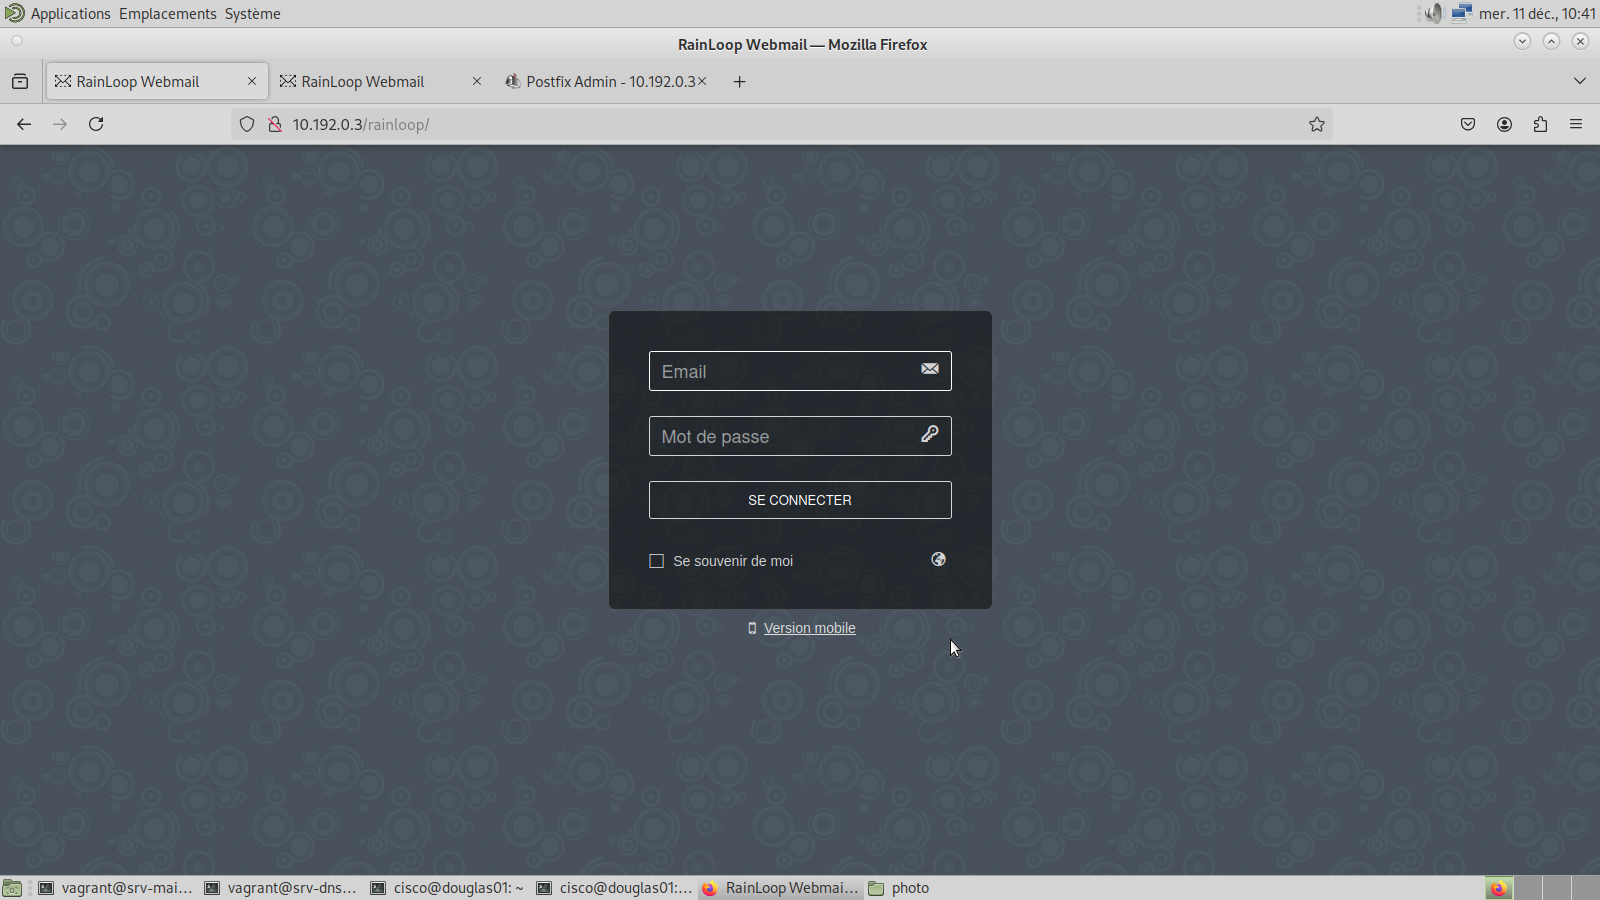 Applications Emplacements Système
mer. 11 déc., 10:41
RainLoop Webmail — Mozilla Firefox
RainLoop Webmail
RainLoop Webmail
Postfix Admin - 10.192.0.3
10.192.0.3/rainloop/
Email
Mot de passe
SE CONNECTER
Se souvenir de moi
Version mobile
vagrant@srv-mai...
vagrant@srv-dns...
cisco@douglas01: ~
cisco@douglas01:...
RainLoop Webmai...
photo